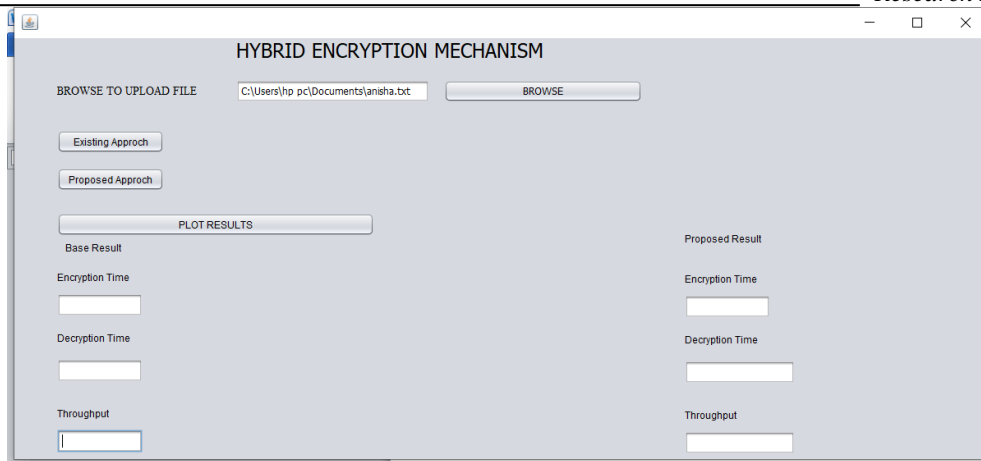 HYBRID ENCRYPTION MECHANISM
BROWSE TO UPLOAD FILE C:\Users\hp pc\Documents\anisha.txt BROWSE
Existing Approch
Proposed Approch
PLOT RESULTS
Base Result Proposed Result
Encryption Time Encryption Time
Decryption Time Decryption Time
Throughput Throughput